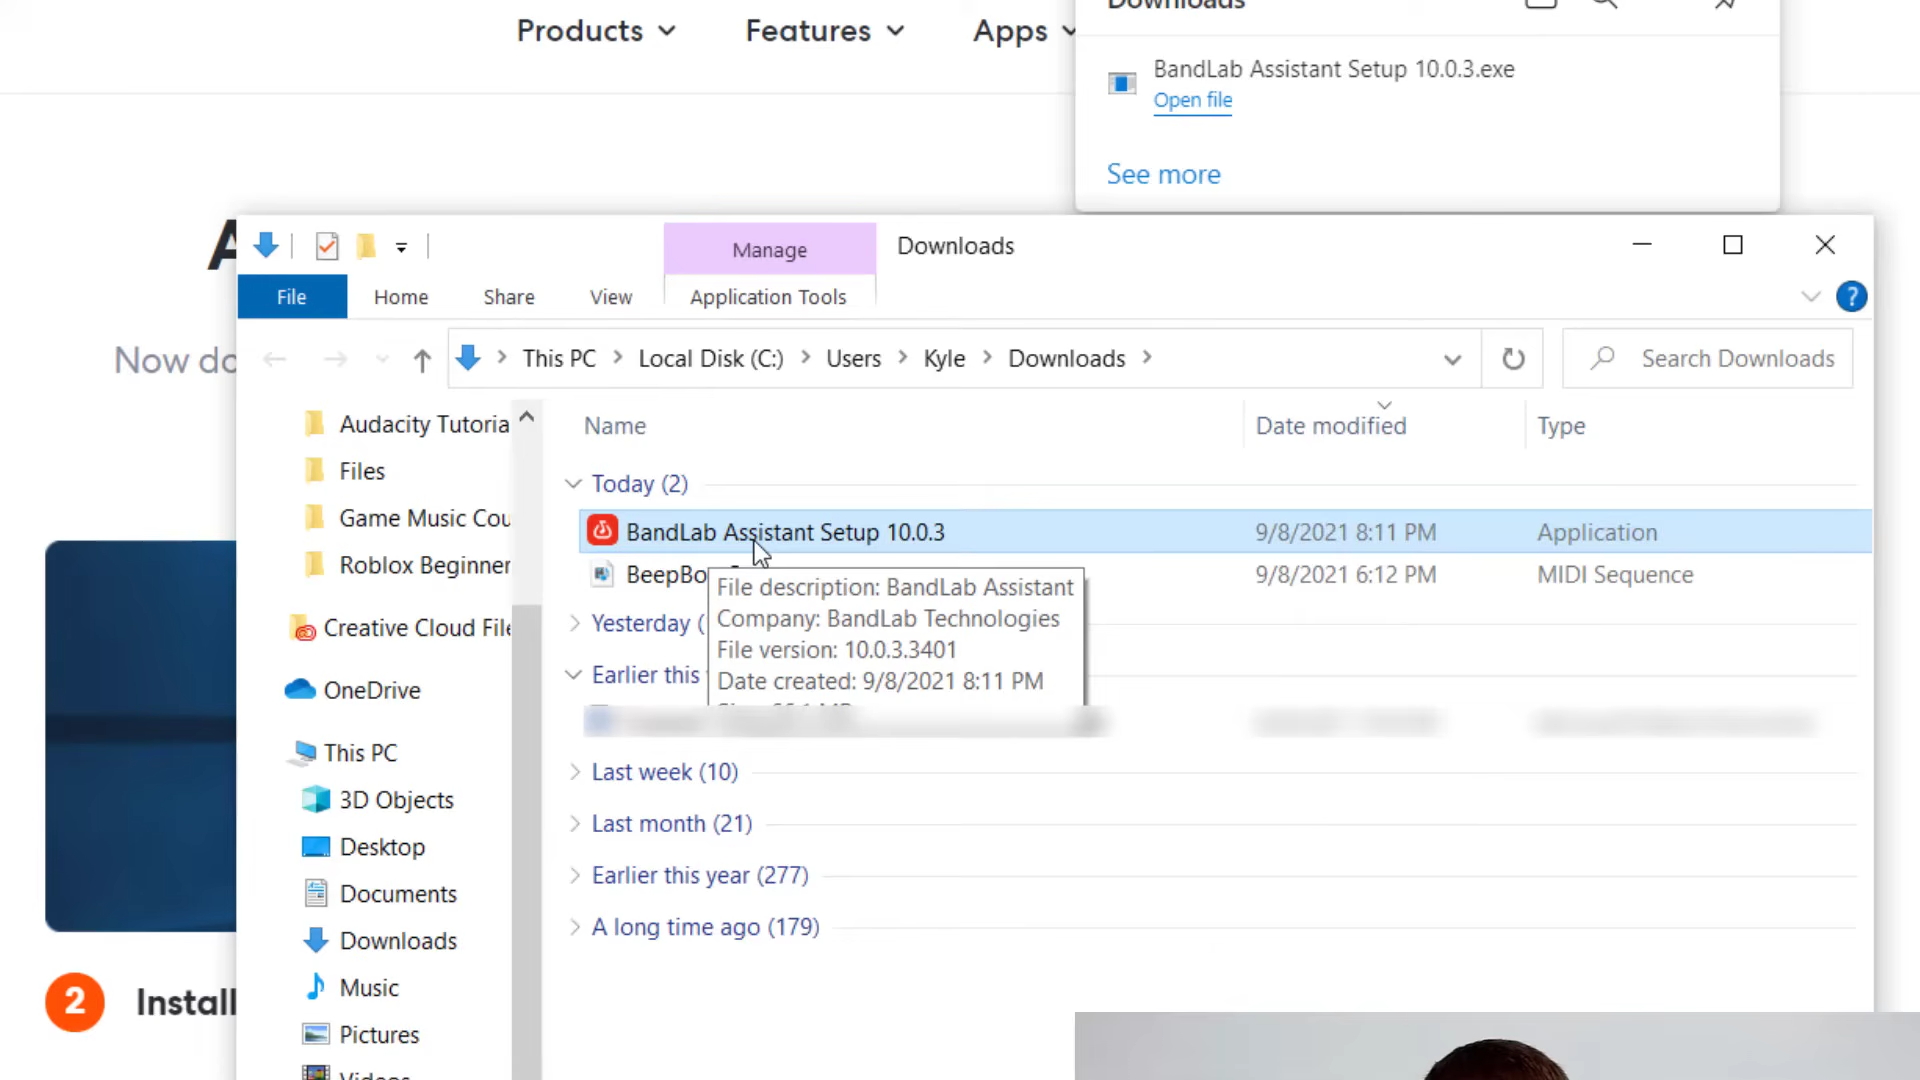 Products
Features
Apps
Downloads
BandLab Assistant Setup 10.0.3.exe
Open file
See more
Manage
Downloads
File
Home
Share
View
Application Tools
?
Now do
This PC
Local Disk (C:)
Users
Kyle
Downloads
Search Downloads
Audacity Tutoria
Files
Game Music Cou
Roblox Beginner
Creative Cloud File
OneDrive
This PC
3D Objects
Desktop
Documents
Downloads
Music
Pictures
Videos
Name
Date modified
Type
Today (2)
BandLab Assistant Setup 10.0.3
9/8/2021 8:11 PM
Application
BeepBo
9/8/2021 6:12 PM
MIDI Sequence
File description: BandLab Assistant
Company: BandLab Technologies
File version: 10.0.3.3401
Date created: 9/8/2021 8:11 PM
Yesterday (
Earlier this
Last week (10)
Last month (21)
Earlier this year (277)
A long time ago (179)
2
Install